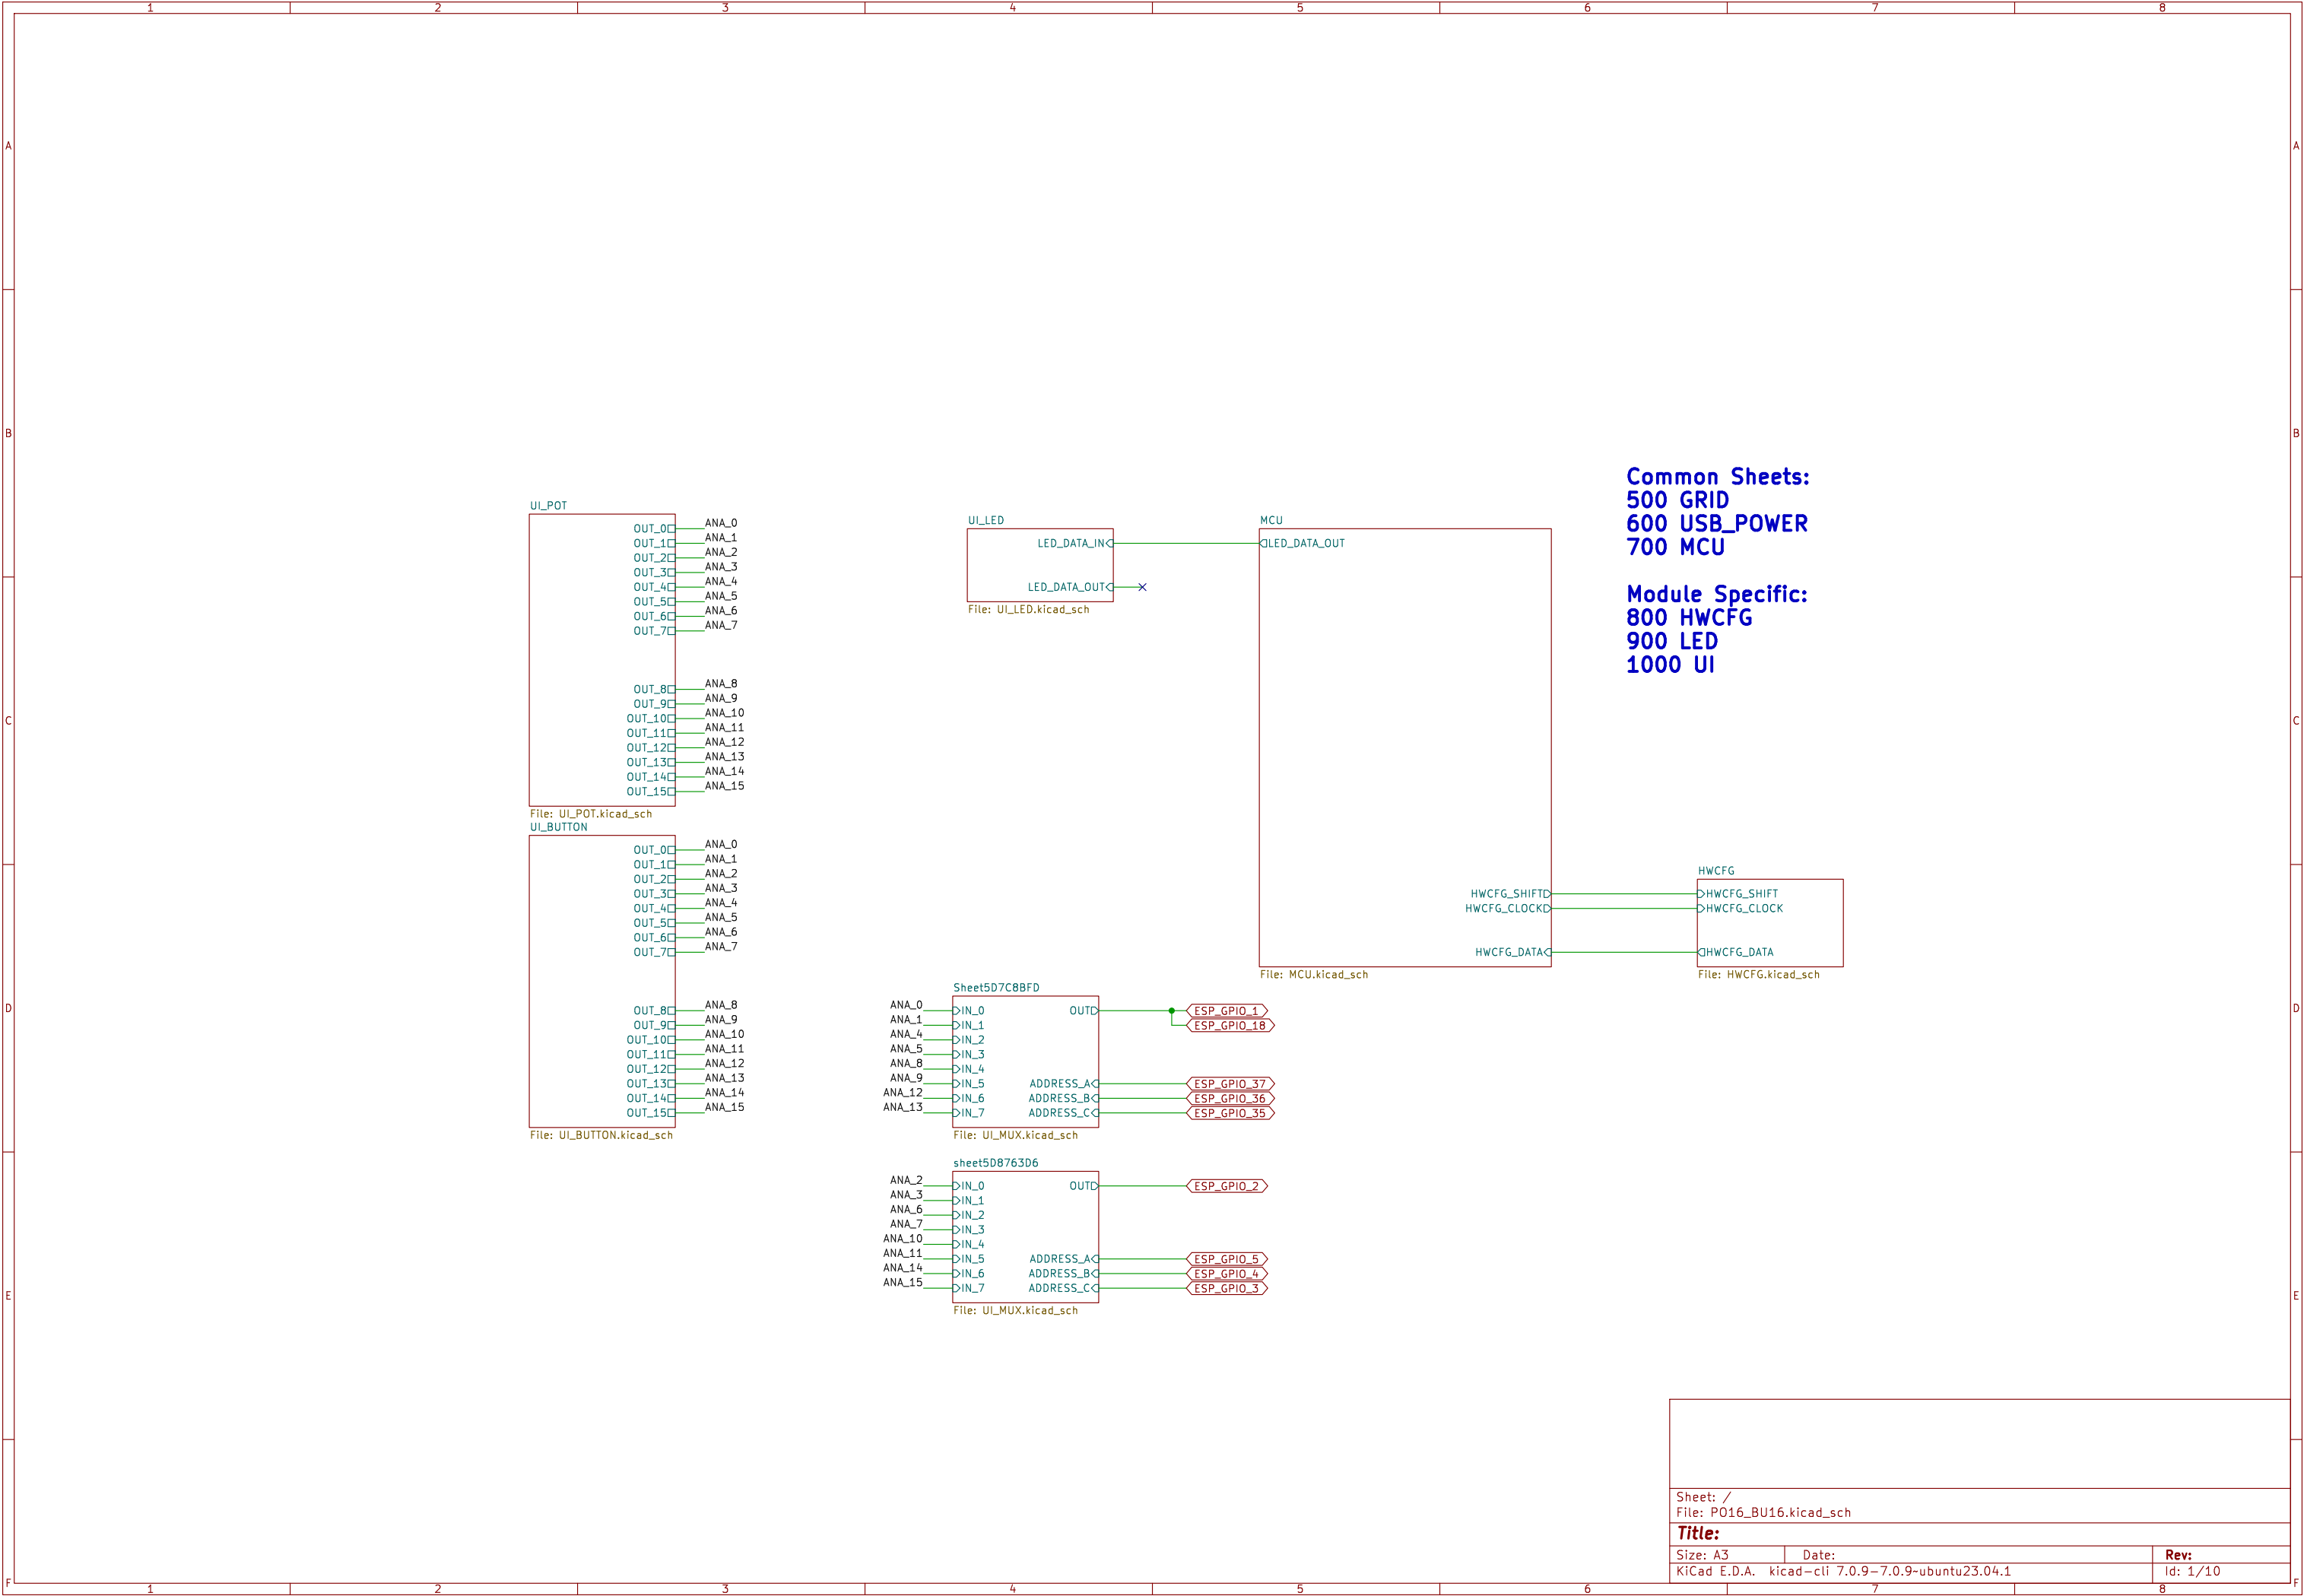 1 2 3 4 5 6 7 8
A A
B B
C C
D D
E E
F F
Common Sheets:
500 GRID
600 USB_POWER
700 MCU
Module Specific:
800 HWCFG
900 LED
1000 UI
UI_POT
OUT_0 ANA_0
OUT_1 ANA_1
OUT_2 ANA_2
OUT_3 ANA_3
OUT_4 ANA_4
OUT_5 ANA_5
OUT_6 ANA_6
OUT_7 ANA_7
OUT_8 ANA_8
OUT_9 ANA_9
OUT_10 ANA_10
OUT_11 ANA_11
OUT_12 ANA_12
OUT_13 ANA_13
OUT_14 ANA_14
OUT_15 ANA_15
File: UI_POT.kicad_sch
UI_BUTTON
OUT_0 ANA_0
OUT_1 ANA_1
OUT_2 ANA_2
OUT_3 ANA_3
OUT_4 ANA_4
OUT_5 ANA_5
OUT_6 ANA_6
OUT_7 ANA_7
OUT_8 ANA_8
OUT_9 ANA_9
OUT_10 ANA_10
OUT_11 ANA_11
OUT_12 ANA_12
OUT_13 ANA_13
OUT_14 ANA_14
OUT_15 ANA_15
File: UI_BUTTON.kicad_sch
UI_LED
LED_DATA_IN
LED_DATA_OUT
File: UI_LED.kicad_sch
MCU
LED_DATA_OUT
HWCFG_SHIFT
HWCFG_CLOCK
HWCFG_DATA
File: MCU.kicad_sch
HWCFG
HWCFG_SHIFT
HWCFG_CLOCK
HWCFG_DATA
File: HWCFG.kicad_sch
Sheet5D7C8BFD
ANA_0 IN_0 OUT ESP_GPIO_1
ANA_1 IN_1 ESP_GPIO_18
ANA_4 IN_2
ANA_5 IN_3
ANA_8 IN_4
ANA_9 IN_5 ADDRESS_A ESP_GPIO_37
ANA_12 IN_6 ADDRESS_B ESP_GPIO_36
ANA_13 IN_7 ADDRESS_C ESP_GPIO_35
File: UI_MUX.kicad_sch
sheet5D8763D6
ANA_2 IN_0 OUT ESP_GPIO_2
ANA_3 IN_1
ANA_6 IN_2
ANA_7 IN_3
ANA_10 IN_4
ANA_11 IN_5 ADDRESS_A ESP_GPIO_5
ANA_14 IN_6 ADDRESS_B ESP_GPIO_4
ANA_15 IN_7 ADDRESS_C ESP_GPIO_3
File: UI_MUX.kicad_sch
Sheet: /
File: PO16_BU16.kicad_sch
Title:
Size: A3 Date: Rev:
KiCad E.D.A. kicad-cli 7.0.9-7.0.9~ubuntu23.04.1 Id: 1/10
1 2 3 4 5 6 7 8